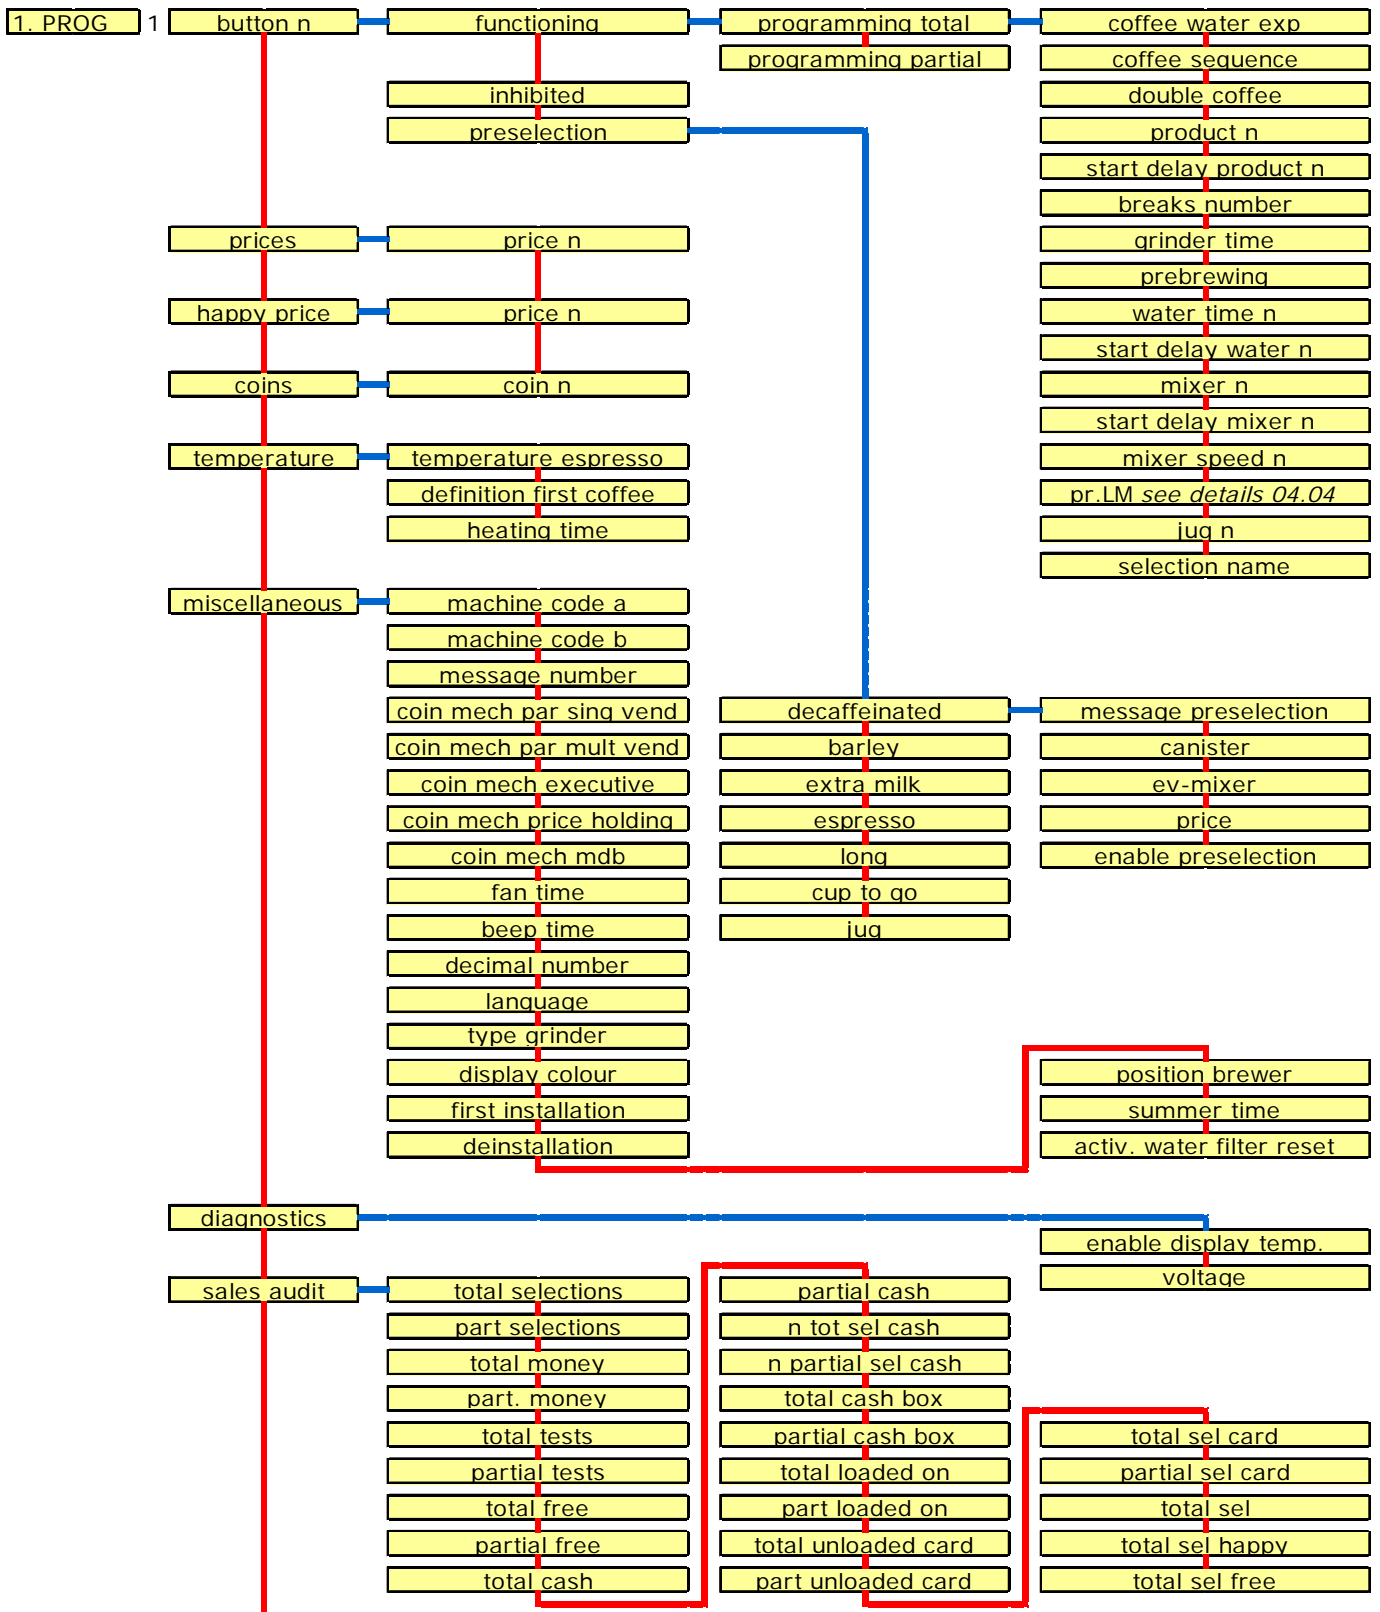 1. PROG 1 button n functioning programming total coffee water exp
programming partial coffee sequence
inhibited double coffee
preselection product n
start delay product n
breaks number
prices price n grinder time
prebrewing
happy price price n water time n
start delay water n
coins coin n mixer n
start delay mixer n
temperature temperature espresso mixer speed n
definition first coffee pr.LM see details 04.04
heating time jug n
selection name
miscellaneous machine code a
machine code b
message number
coin mech par sing vend decaffeinated message preselection
coin mech par mult vend barley canister
coin mech executive extra milk ev-mixer
coin mech price holding espresso price
coin mech mdb long enable preselection
fan time cup to go
beep time jug
decimal number
language
type grinder
display colour position brewer
first installation summer time
deinstallation activ. water filter reset
diagnostics
enable display temp.
voltage
sales audit total selections partial cash
part selections n tot sel cash
total money n partial sel cash
part. money total cash box
total tests partial cash box total sel card
partial tests total loaded on partial sel card
total free part loaded on total sel
partial free total unloaded card total sel happy
total cash part unloaded card total sel free